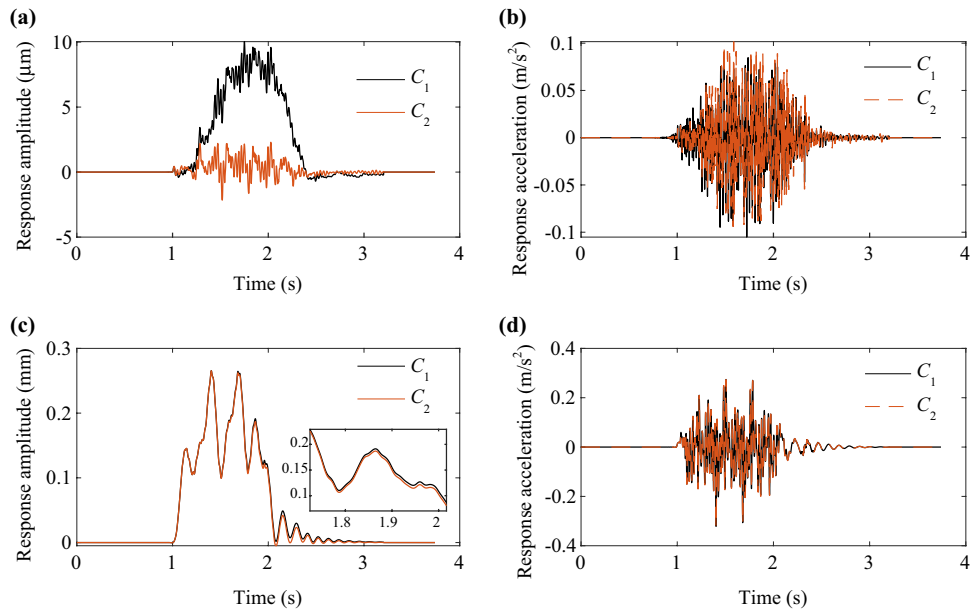 (a)
Response amplitude (μm)
10
5
0
-5
0 1 2 3 4
Time (s)
C1
C2
(b)
Response acceleration (m/s²)
0.1
0.05
0
-0.05
-0.1
0 1 2 3 4
Time (s)
C1
C2
(c)
Response amplitude (mm)
0.3
0.2
0.1
0
0 1 2 3 4
Time (s)
C1
C2
0.2
0.15
0.1
1.8 1.9 2
(d)
Response acceleration (m/s²)
0.4
0.2
0
-0.2
-0.4
0 1 2 3 4
Time (s)
C1
C2